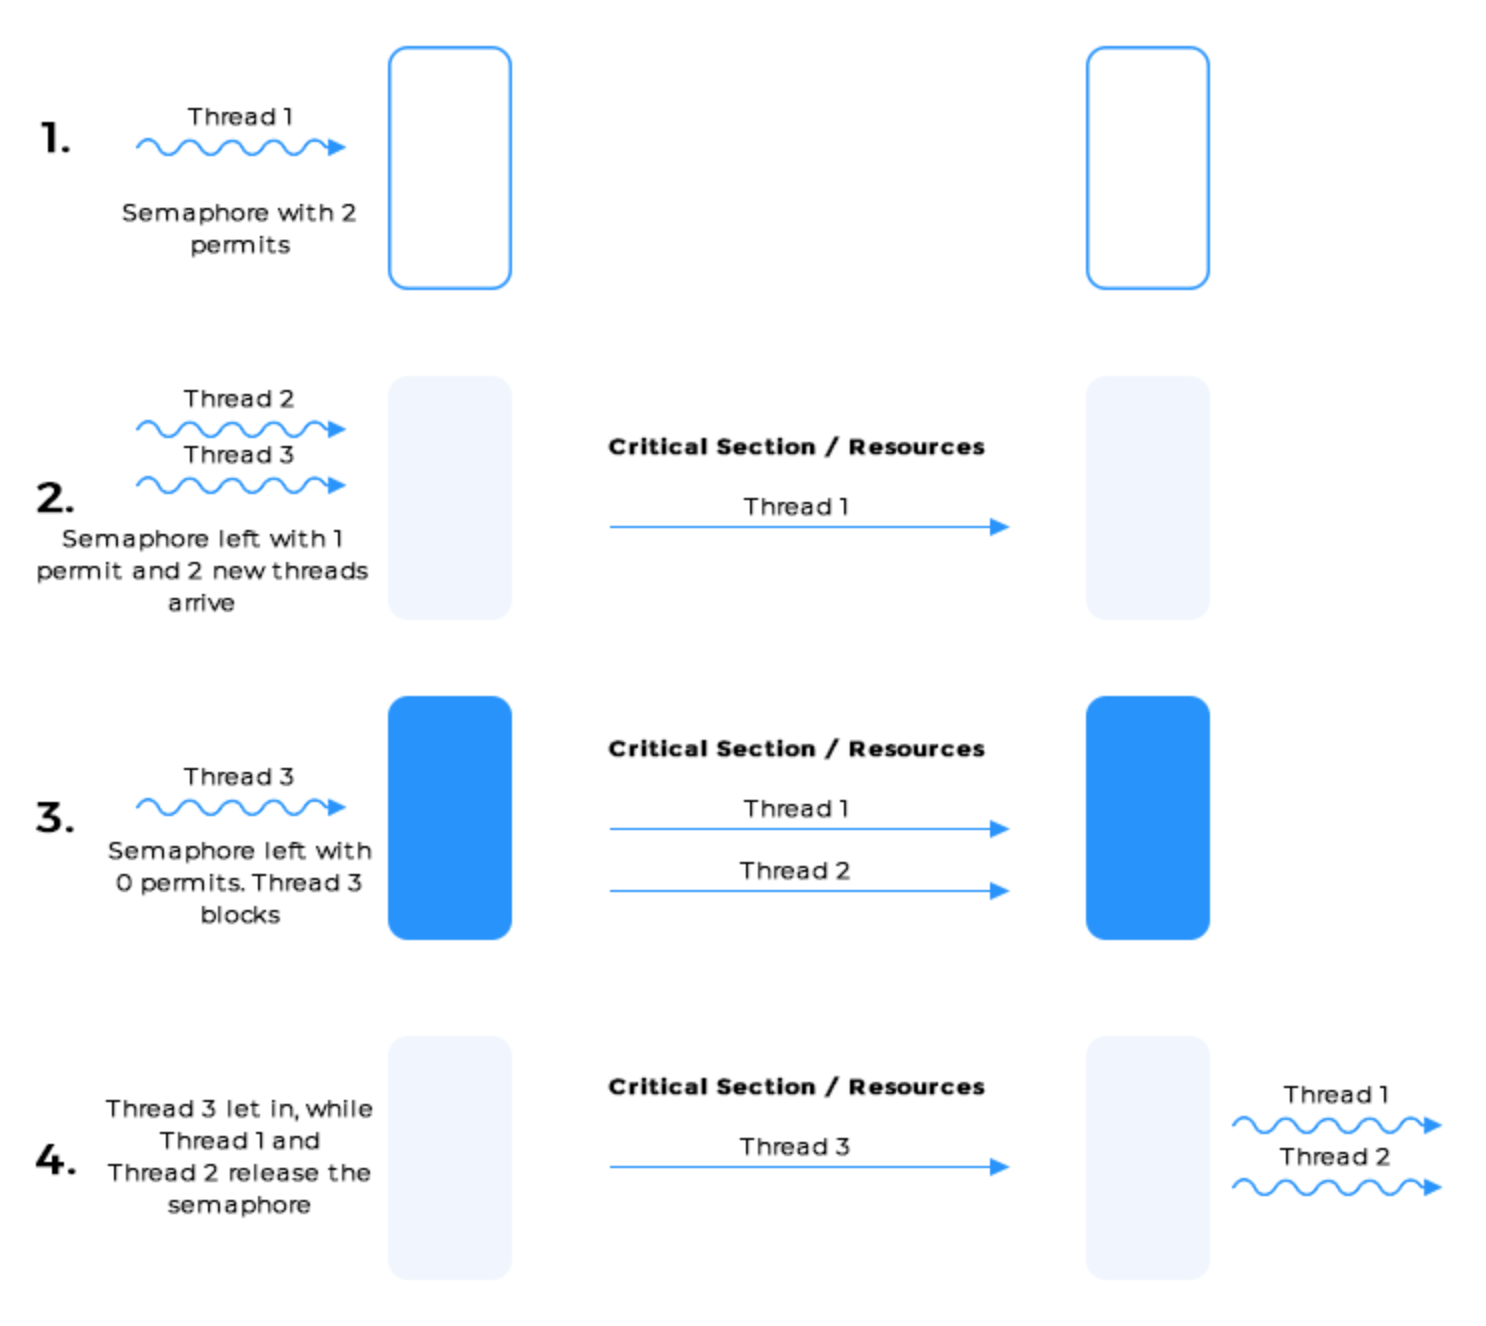 1.
Thread 1
Semaphore with 2
permits
2.
Thread 2
Thread 3
Semaphore left with 1
permit and 2 new threads
arrive
Critical Section / Resources
Thread 1
3.
Thread 3
Semaphore left with
0 permits. Thread 3
blocks
Critical Section / Resources
Thread 1
Thread 2
4.
Thread 3 let in, while
Thread 1 and
Thread 2 release the
semaphore
Critical Section / Resources
Thread 3
Thread 1
Thread 2